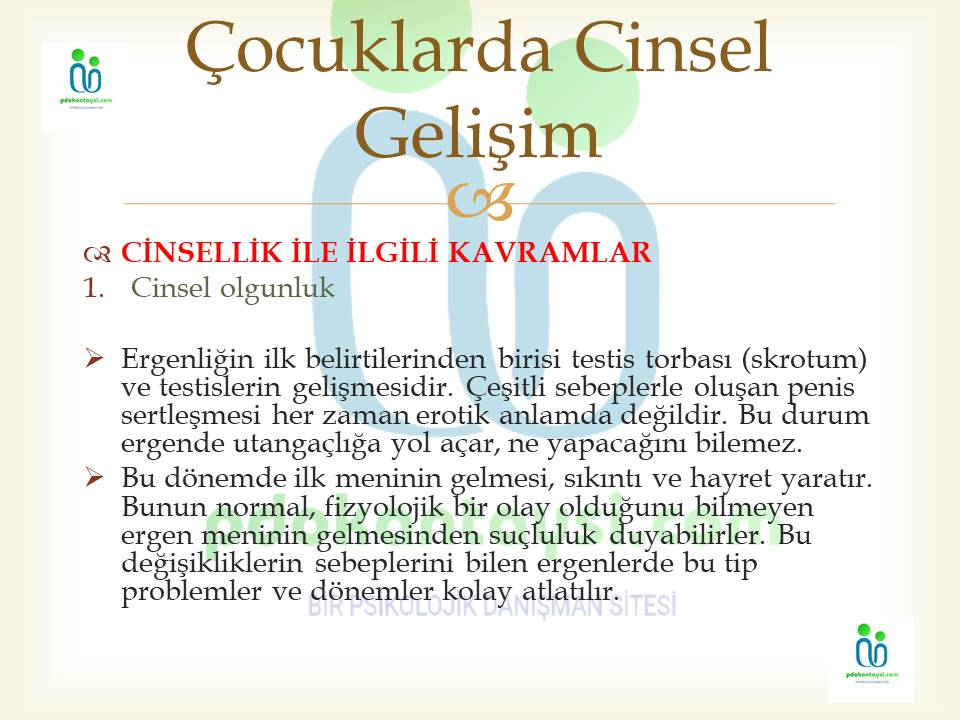 Çocuklarda Cinsel
Gelişim
CİNSELLİK İLE İLGİLİ KAVRAMLAR
1. Cinsel olgunluk
Ergenliğin ilk belirtilerinden birisi testis torbası (skrotum)
ve testislerin gelişmesidir. Çeşitli sebeplerle oluşan penis
sertleşmesi her zaman erotik anlamda değildir. Bu durum
ergende utangaçlığa yol açar, ne yapacağını bilemez.
Bu dönemde ilk meninin gelmesi, sıkıntı ve hayret yaratır.
Bunun normal, fizyolojik bir olay olduğunu bilmeyen
ergen meninin gelmesinden suçluluk duyabilirler. Bu
değişikliklerin sebeplerini bilen ergenlerde bu tip
problemler ve dönemler kolay atlatılır.
pdokantaysi.com
BİR PSİKOLOJİK DANIŞMAN SİTESİ
pdokantaysi.com
pdokantaysi.com